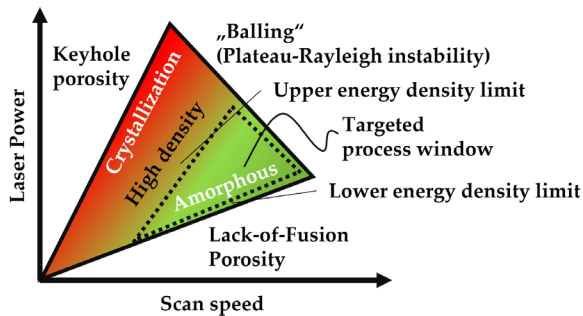 Keyhole
porosity
„Balling“
(Plateau-Rayleigh instability)
Upper energy density limit
Targeted
process window
Lower energy density limit
Crystallization
High density
Amorphous
Lack-of-Fusion
Porosity
Laser Power
Scan speed